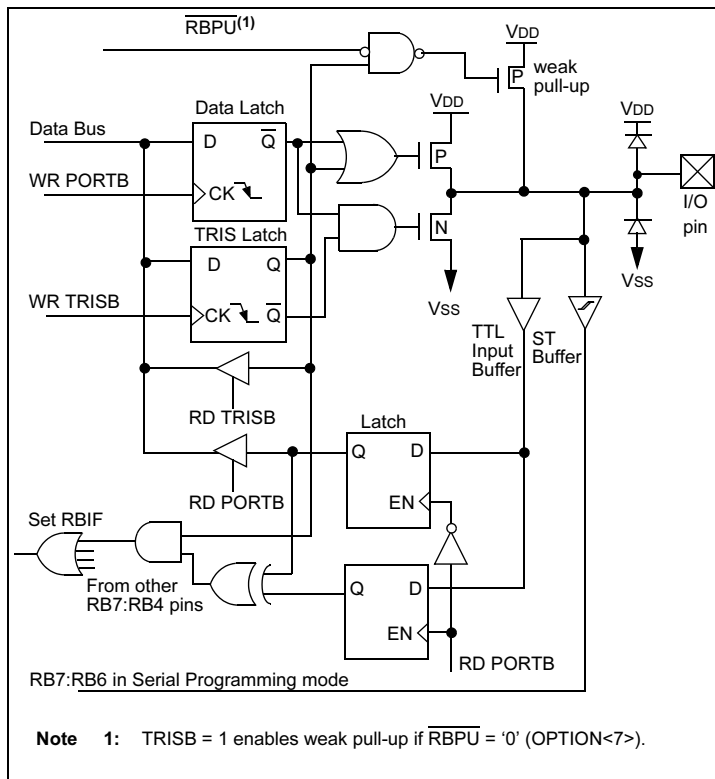 RBPU(1)
VDD
P weak
pull-up
Data Latch
VDD
VDD
Data Bus
D Q
P
WR PORTB
CK
I/O
pin
TRIS Latch
N
D Q
VSS
VSS
WR TRISB
CK Q
TTL
Input
Buffer
ST
Buffer
RD TRISB
Latch
Q D
RD PORTB
EN
Set RBIF
From other
RB7:RB4 pins
Q D
EN
RD PORTB
RB7:RB6 in Serial Programming mode
Note 1: TRISB = 1 enables weak pull-up if RBPU = '0' (OPTION<7>).